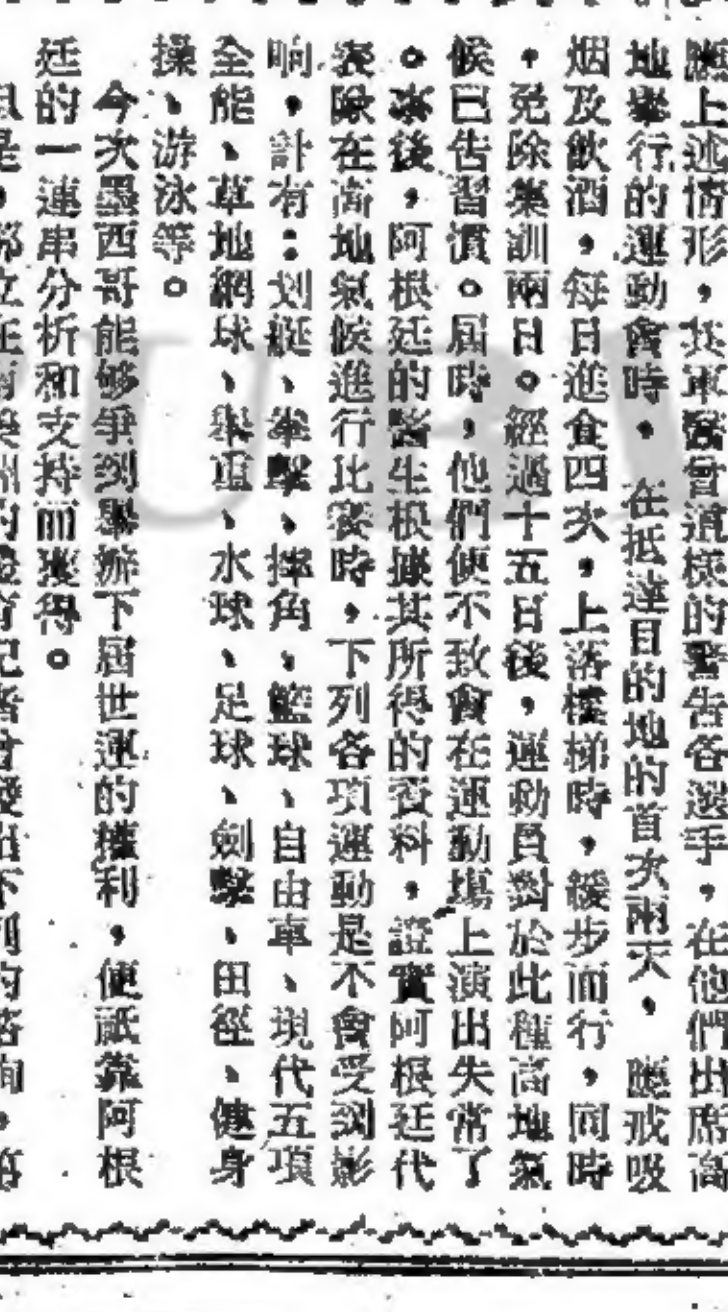 應上述情形，其軍醫曾這樣的警告各選手，在他們出席高
地舉行的運動會時，在抵達目的地的首次兩天，應戒吸
烟及飲酒，每日進食四次，上落樓梯時，緩步而行，同時
，免除集訓兩日。經過十五日後，運動員對於此種高地氣
候已告習慣。屆時，他們便不致會在運動場上演出失常了
。事後，阿根廷的醫生根據其所得的資料，證實阿根廷代
表隊在高地氣候進行比賽時，下列各項運動是不會受到影
响，計有：划艇、拳擊、摔角、籃球、自由車、現代五項
全能、草地網球、舉重、水球、足球、劍擊、田徑、健身
操、游泳等。
今次墨西哥能够爭到舉辦下屆世運的權利，便祇靠阿根
廷的一連串分析和支持而獲得。